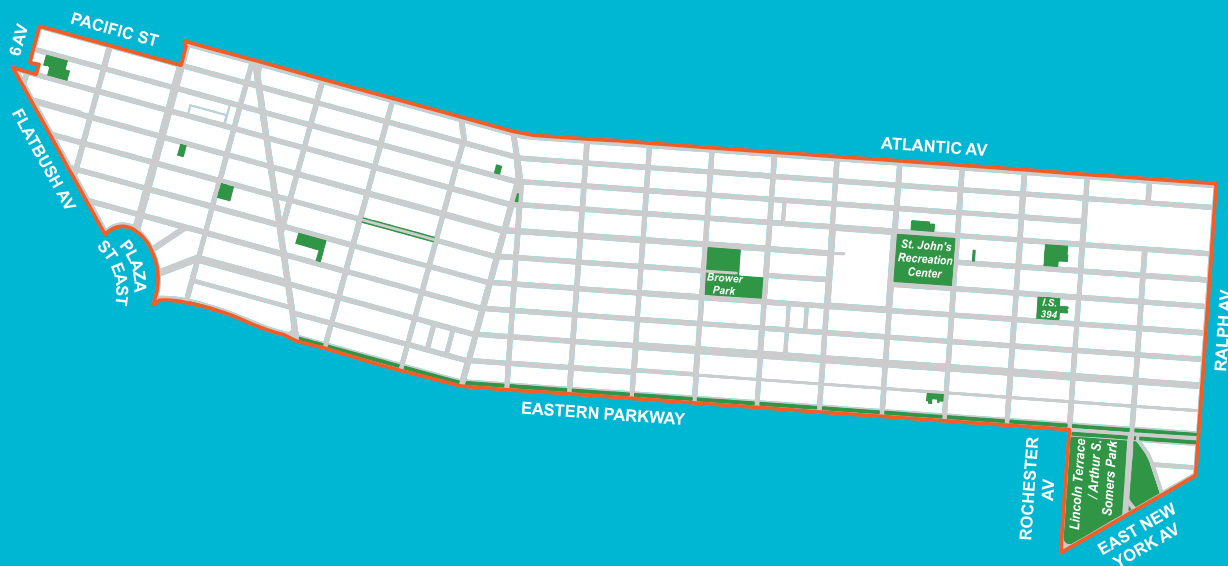 6 AV
PACIFIC ST
FLATBUSH AV
PLAZA
ST EAST
ATLANTIC AV
St. John's
Recreation
Center
Brower
Park
I.S.
394
RALPH AV
EASTERN PARKWAY
ROCHESTER
AV
Lincoln Terrace
/ Arthur S.
Somers Park
EAST NEW
YORK AV